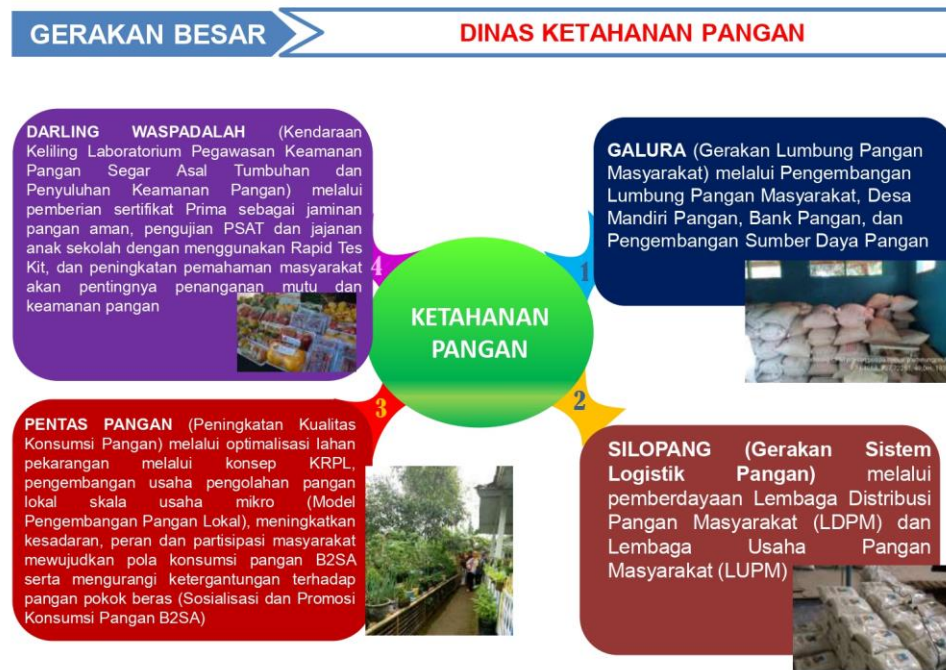 GERAKAN BESAR
DINAS KETAHANAN PANGAN
DARLING WASPADALAH (Kendaraan
Keliling Laboratorium Pegawasan Keamanan
Pangan Segar Asal Tumbuhan dan
Penyuluhan Keamanan Pangan) melalui
pemberian sertifikat Prima sebagai jaminan
pangan aman, pengujian PSAT dan jajanan
anak sekolah dengan menggunakan Rapid Tes
Kit, dan peningkatan pemahaman masyarakat
akan pentingnya penanganan mutu dan
keamanan pangan
4
GALURA (Gerakan Lumbung Pangan
Masyarakat) melalui Pengembangan
Lumbung Pangan Masyarakat, Desa
Mandiri Pangan, Bank Pangan, dan
Pengembangan Sumber Daya Pangan
1
KETAHANAN
PANGAN
3
PENTAS PANGAN (Peningkatan Kualitas
Konsumsi Pangan) melalui optimalisasi lahan
pekarangan melalui konsep KRPL,
pengembangan usaha pengolahan pangan
lokal skala usaha mikro (Model
Pengembangan Pangan Lokal), meningkatkan
kesadaran, peran dan partisipasi masyarakat
mewujudkan pola konsumsi pangan B2SA
serta mengurangi ketergantungan terhadap
pangan pokok beras (Sosialisasi dan Promosi
Konsumsi Pangan B2SA)
2
SILOPANG (Gerakan Sistem
Logistik Pangan) melalui
pemberdayaan Lembaga Distribusi
Pangan Masyarakat (LDPM) dan
Lembaga Usaha Pangan
Masyarakat (LUPM)